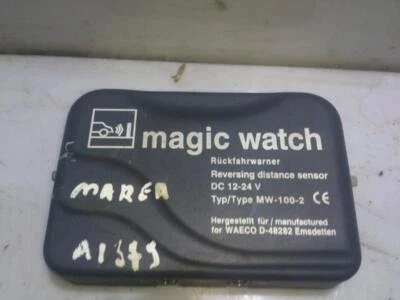 magic watch
Rückfahrwarner
Reversing distance sensor
DC 12-24 V
Typ/Type MW-100-2 CE
Hergestellt für / manufactured
for WAECO D-48282 Emsdetten
MAREA
A1379